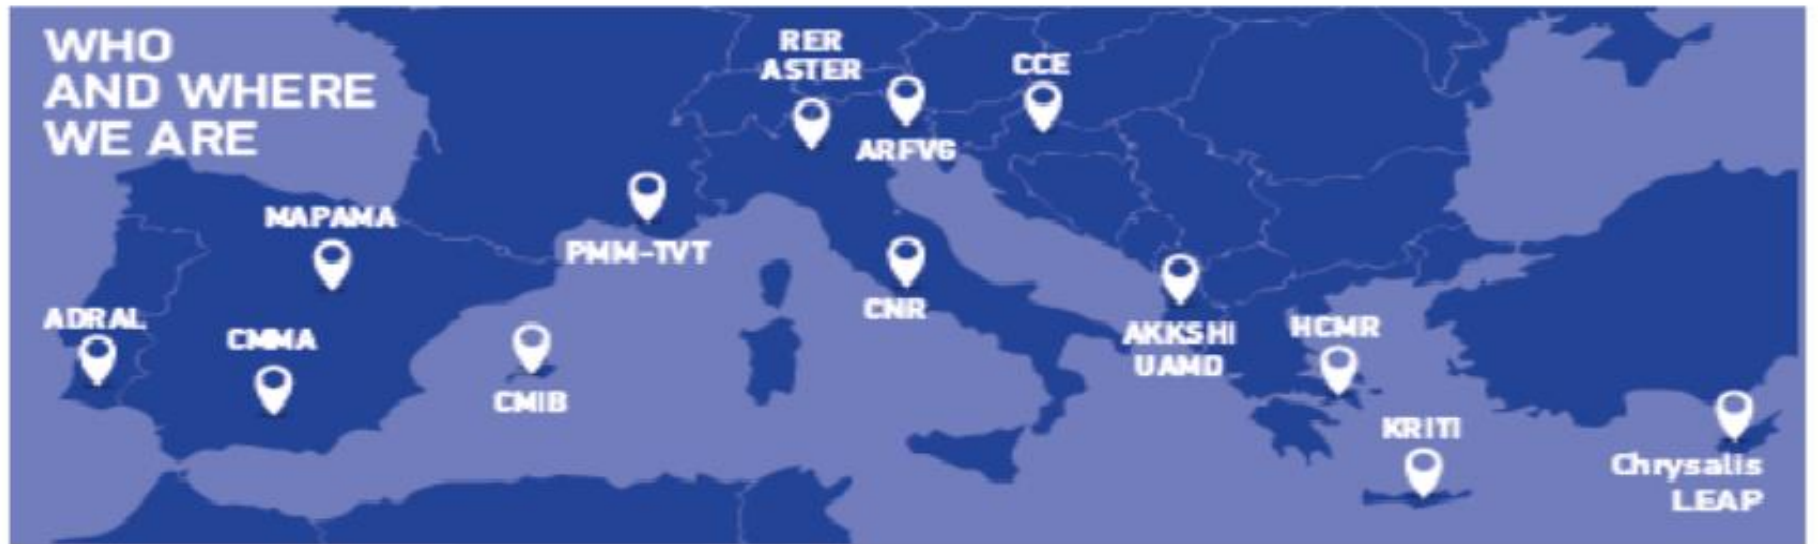 WHO
AND WHERE
WE ARE
RER
ASTER
CCE
ARFVG
MAPAMA
PMM-TVT
CNR
ADRAL
CMMA
CMIB
AKKSHI
UAMD
HCMR
KRITI
Chrysalis
LEAP